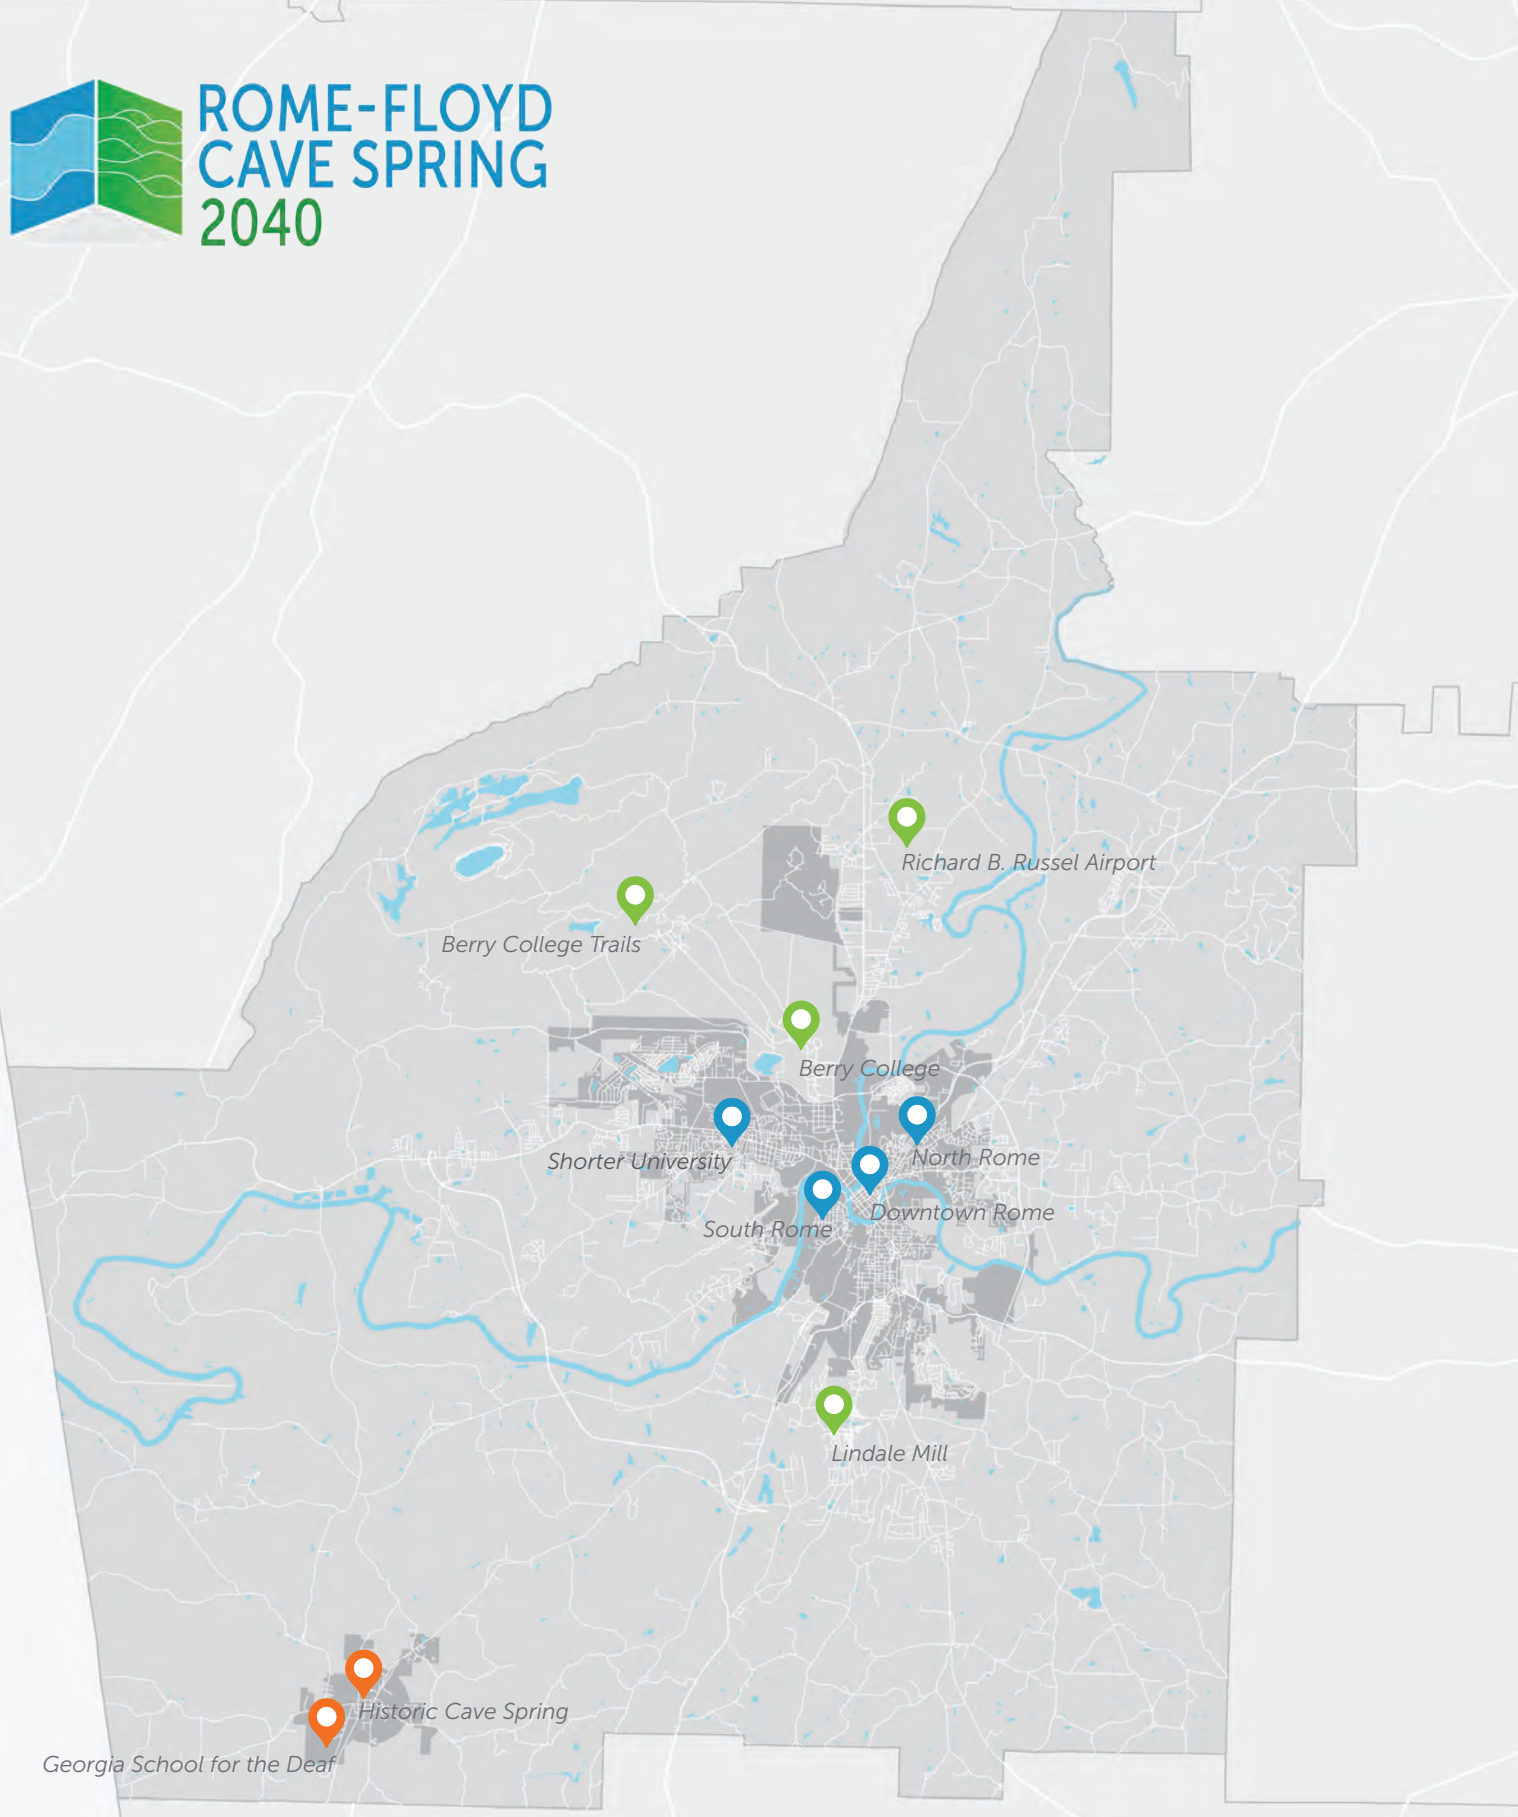 ROME-FLOYD
CAVE SPRING
2040
Richard B. Russel Airport
Berry College Trails
Berry College
North Rome
Shorter University
Downtown Rome
South Rome
Lindale Mill
Historic Cave Spring
Georgia School for the Deaf